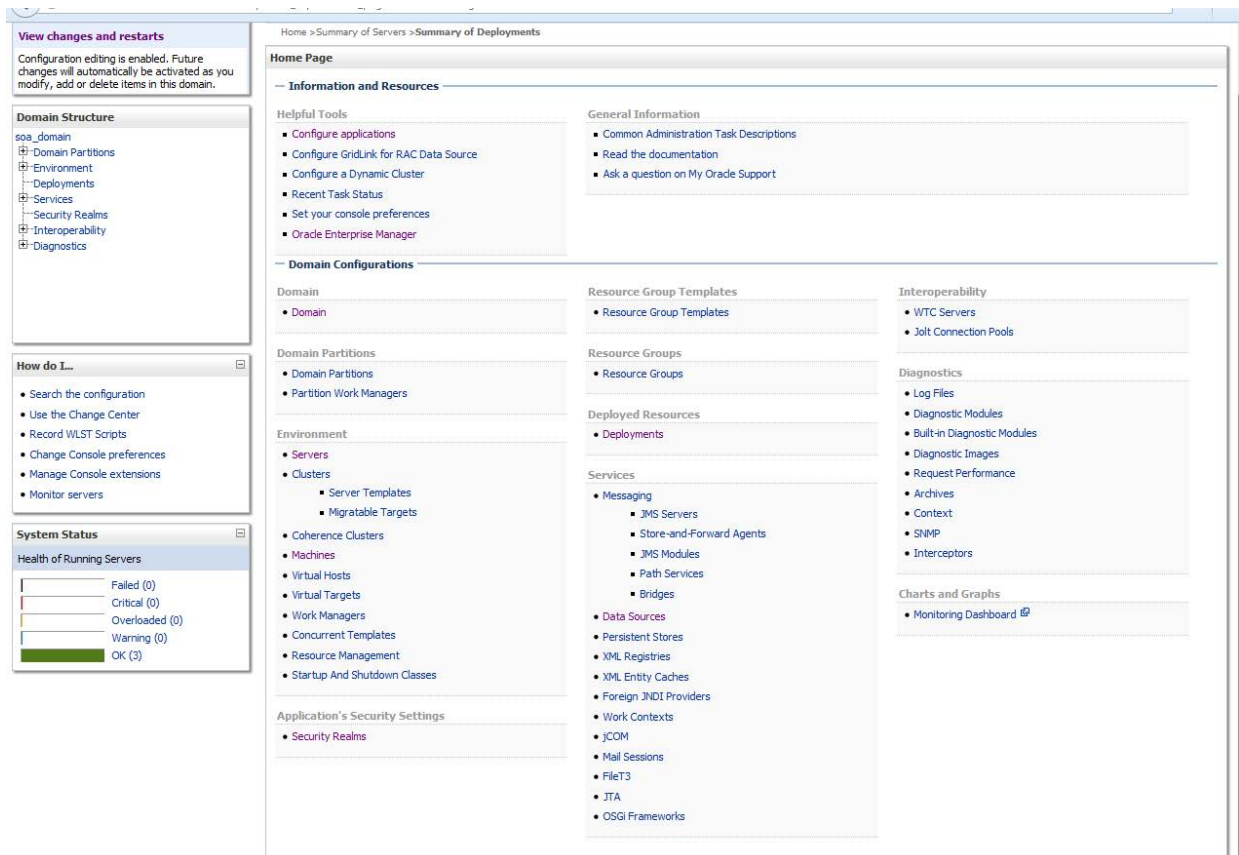 View changes and restarts
Configuration editing is enabled. Future
changes will automatically be activated as you
modify, add or delete items in this domain.
Domain Structure
soa_domain
Domain Partitions
Environment
Deployments
Services
Security Realms
Interoperability
Diagnostics
How do I...
Search the configuration
Use the Change Center
Record WLST Scripts
Change Console preferences
Manage Console extensions
Monitor servers
System Status
Health of Running Servers
Failed (0)
Critical (0)
Overloaded (0)
Warning (0)
OK (3)
Home >Summary of Servers >Summary of Deployments
Home Page
Information and Resources
Helpful Tools
Configure applications
Configure GridLink for RAC Data Source
Configure a Dynamic Cluster
Recent Task Status
Set your console preferences
Oracle Enterprise Manager
General Information
Common Administration Task Descriptions
Read the documentation
Ask a question on My Oracle Support
Domain Configurations
Domain
Domain
Domain Partitions
Domain Partitions
Partition Work Managers
Environment
Servers
Clusters
Server Templates
Migratable Targets
Coherence Clusters
Machines
Virtual Hosts
Virtual Targets
Work Managers
Concurrent Templates
Resource Management
Startup And Shutdown Classes
Application's Security Settings
Security Realms
Resource Group Templates
Resource Group Templates
Resource Groups
Resource Groups
Deployed Resources
Deployments
Services
Messaging
JMS Servers
Store-and-Forward Agents
JMS Modules
Path Services
Bridges
Data Sources
Persistent Stores
XML Registries
XML Entity Caches
Foreign JNDI Providers
Work Contexts
jCOM
Mail Sessions
FileT3
JTA
OSGi Frameworks
Interoperability
WTC Servers
Jolt Connection Pools
Diagnostics
Log Files
Diagnostic Modules
Built-in Diagnostic Modules
Diagnostic Images
Request Performance
Archives
Context
SNMP
Interceptors
Charts and Graphs
Monitoring Dashboard